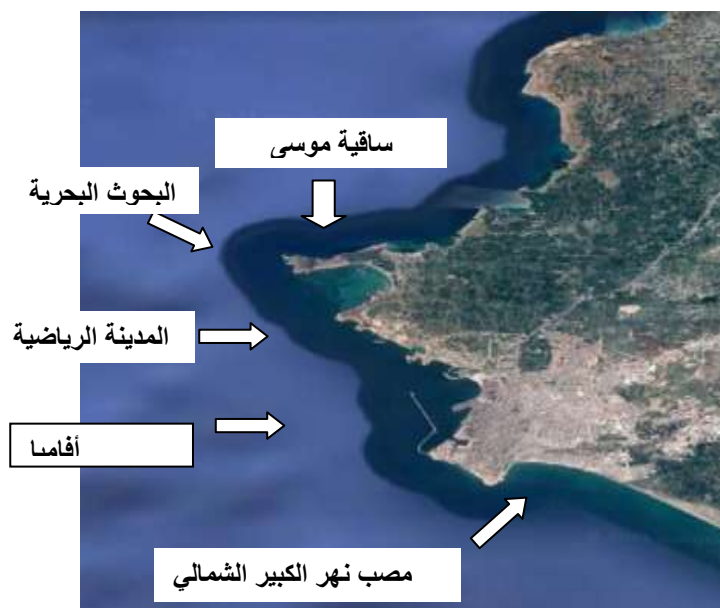 ساقية موسى
البحوث البحرية
المدينة الرياضية
أفاميا
مصب نهر الكبير الشمالي